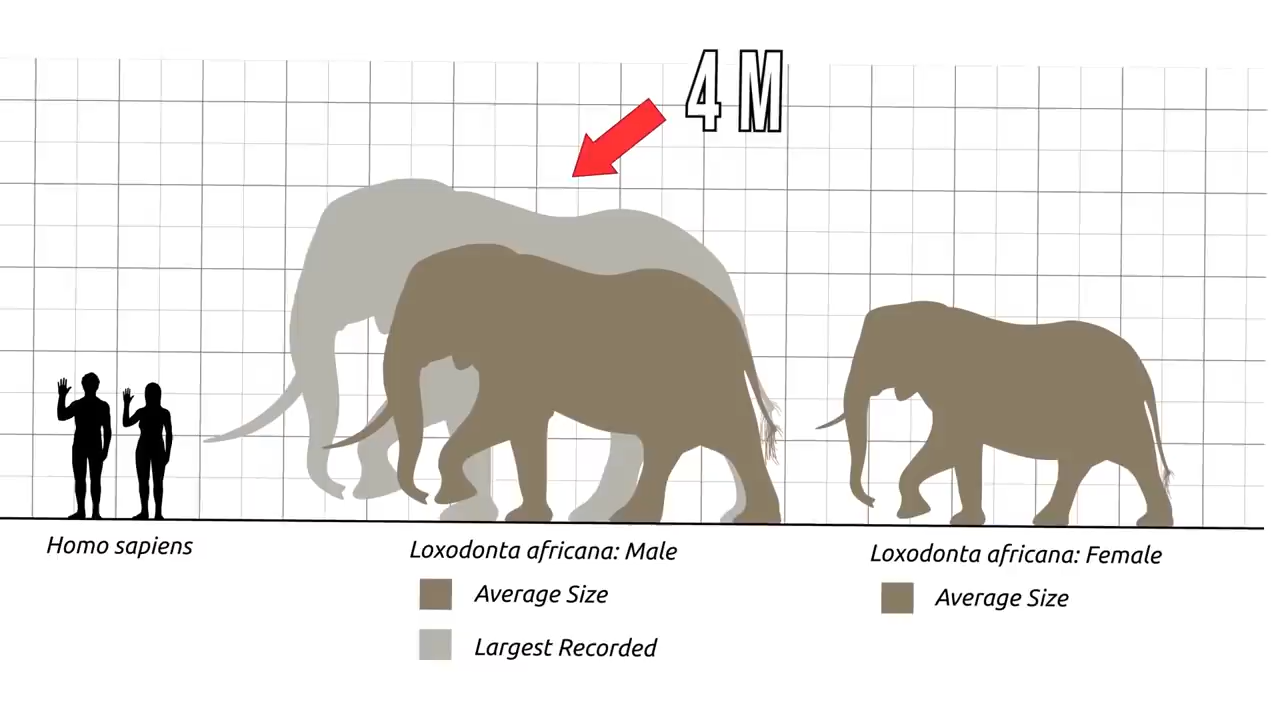 4 M
Homo sapiens
Loxodonta africana: Male
Average Size
Largest Recorded
Loxodonta africana: Female
Average Size